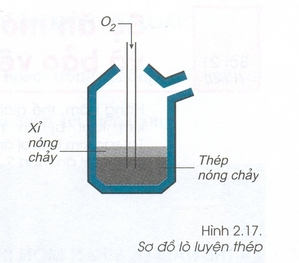 O₂
Xỉ
nóng
chảy
Thép
nóng chảy
Hình 2.17.
Sơ đồ lò luyện thép